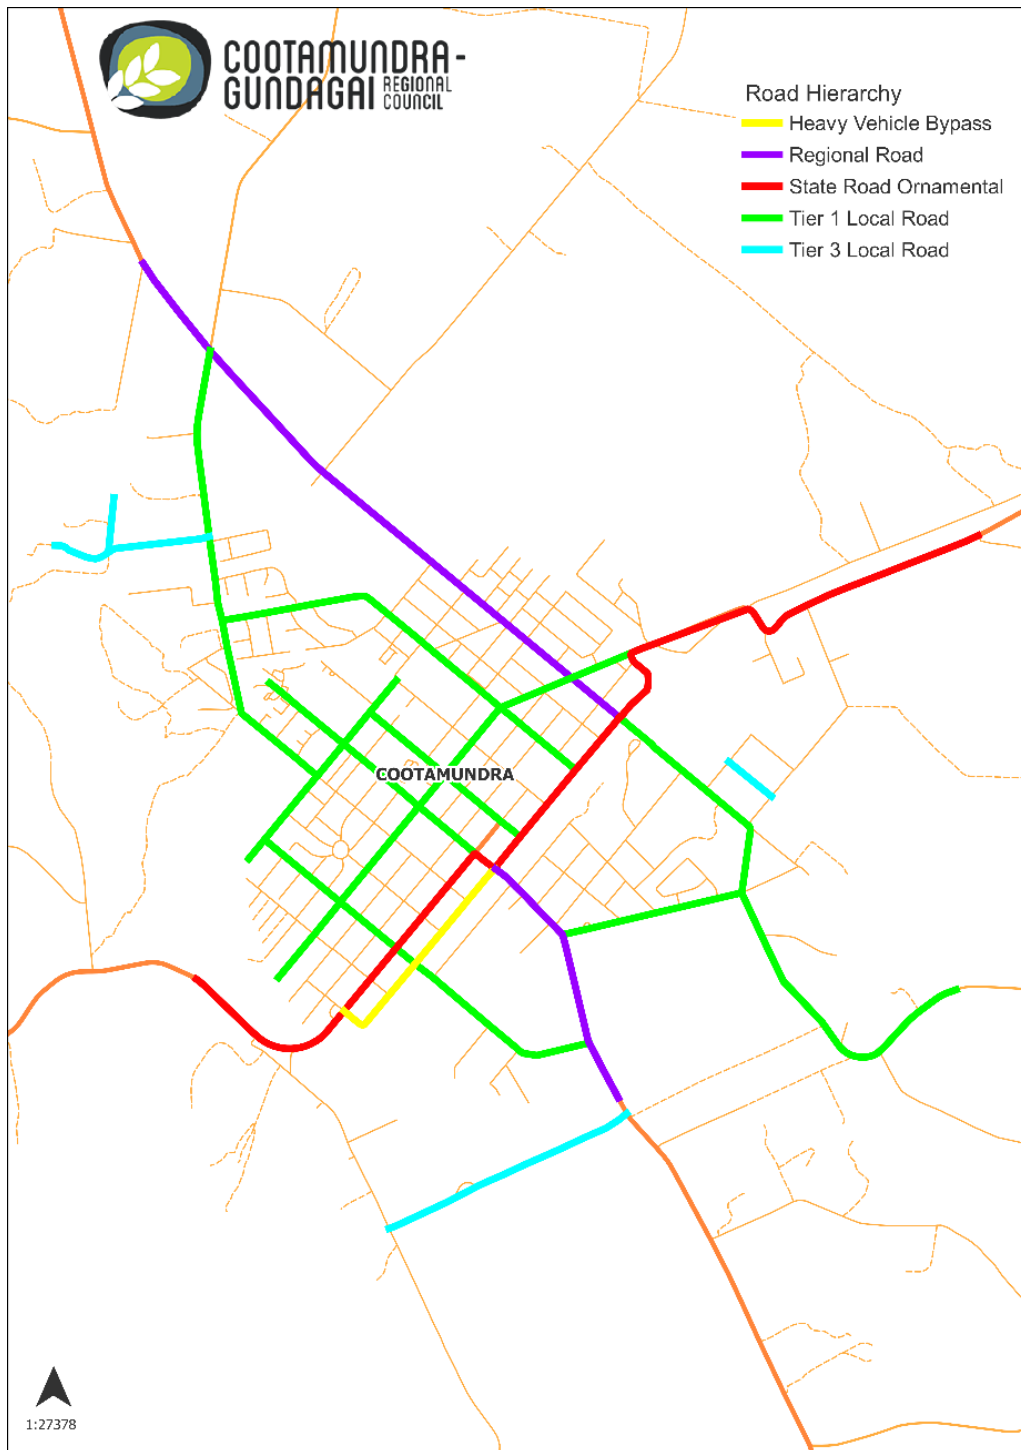 COOTAMUNDRA-
GUNDAGAI REGIONAL COUNCIL
Road Hierarchy
Heavy Vehicle Bypass
Regional Road
State Road Ornamental
Tier 1 Local Road
Tier 3 Local Road
COOTAMUNDRA
1:27378